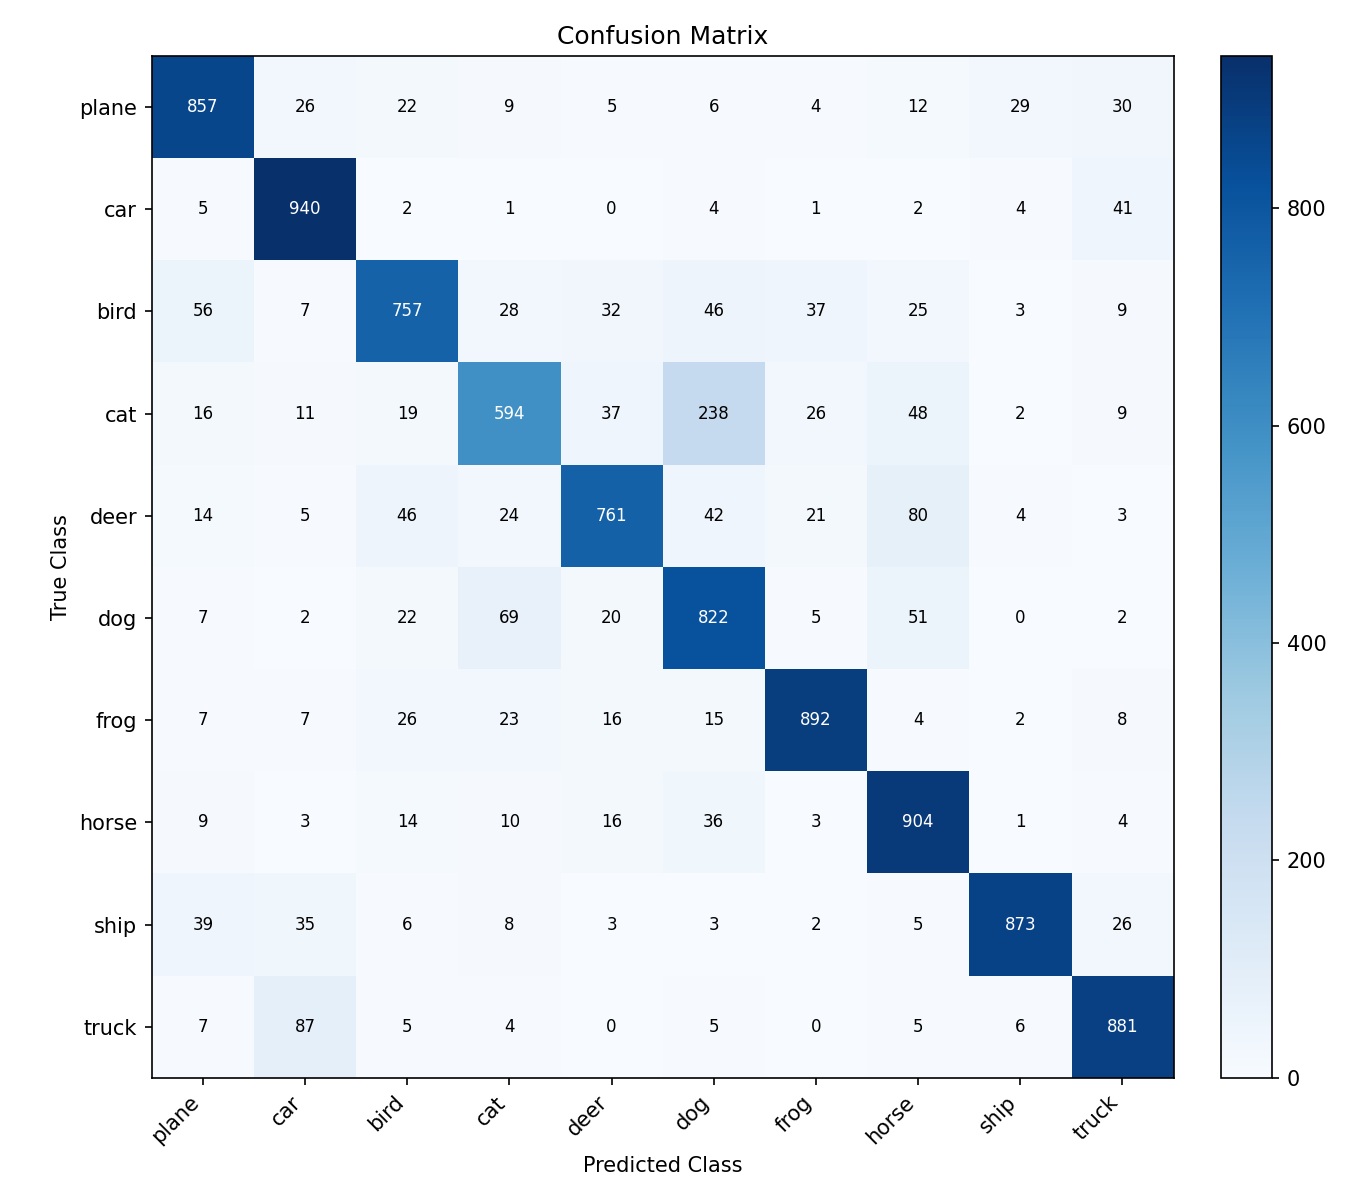 Confusion Matrix
plane 857 26 22 9 5 6 4 12 29 30
car 5 940 2 1 0 4 1 2 4 41
bird 56 7 757 28 32 46 37 25 3 9
cat 16 11 19 594 37 238 26 48 2 9
deer 14 5 46 24 761 42 21 80 4 3
dog 7 2 22 69 20 822 5 51 0 2
frog 7 7 26 23 16 15 892 4 2 8
horse 9 3 14 10 16 36 3 904 1 4
ship 39 35 6 8 3 3 2 5 873 26
truck 7 87 5 4 0 5 0 5 6 881
True Class
plane car bird cat deer dog frog horse ship truck
Predicted Class
800
600
400
200
0